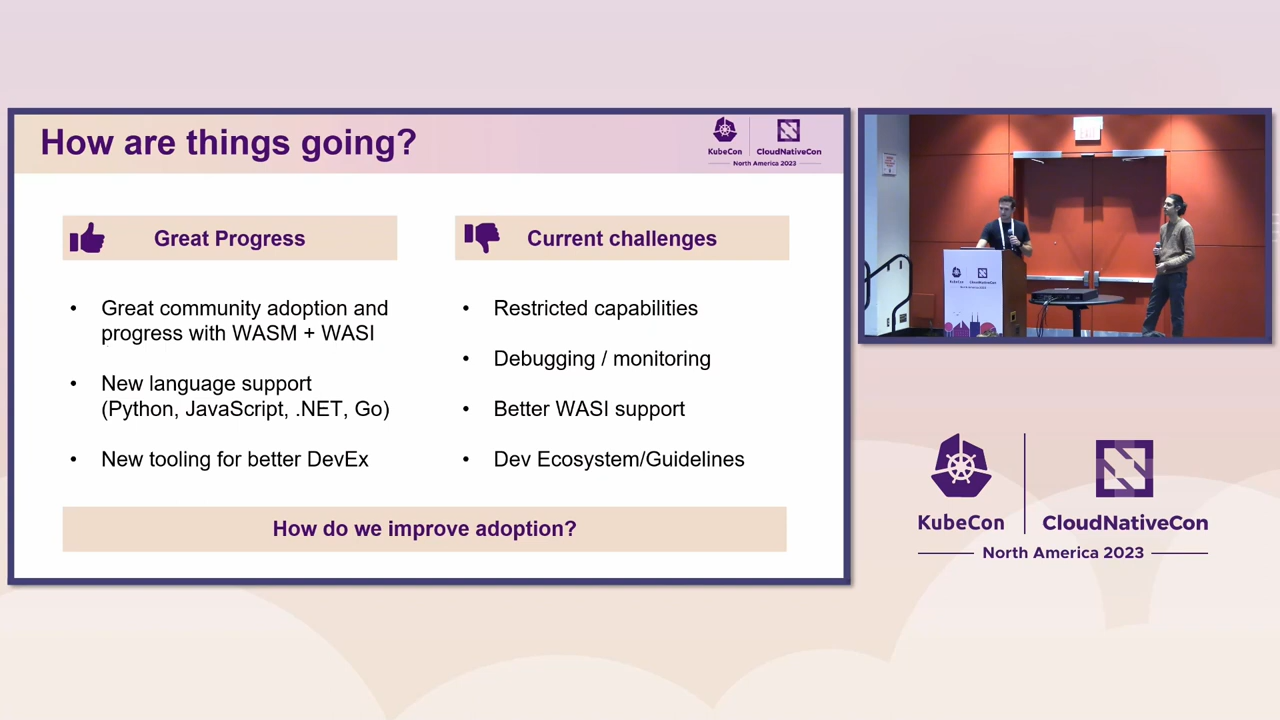 How are things going?
KubeCon
CloudNativeCon
North America 2023
Great Progress
Current challenges
• Great community adoption and
progress with WASM + WASI
• New language support
(Python, JavaScript, .NET, Go)
• New tooling for better DevEx
• Restricted capabilities
• Debugging / monitoring
• Better WASI support
• Dev Ecosystem/Guidelines
How do we improve adoption?
KubeCon
CloudNativeCon
KubeCon
CloudNativeCon
North America 2023